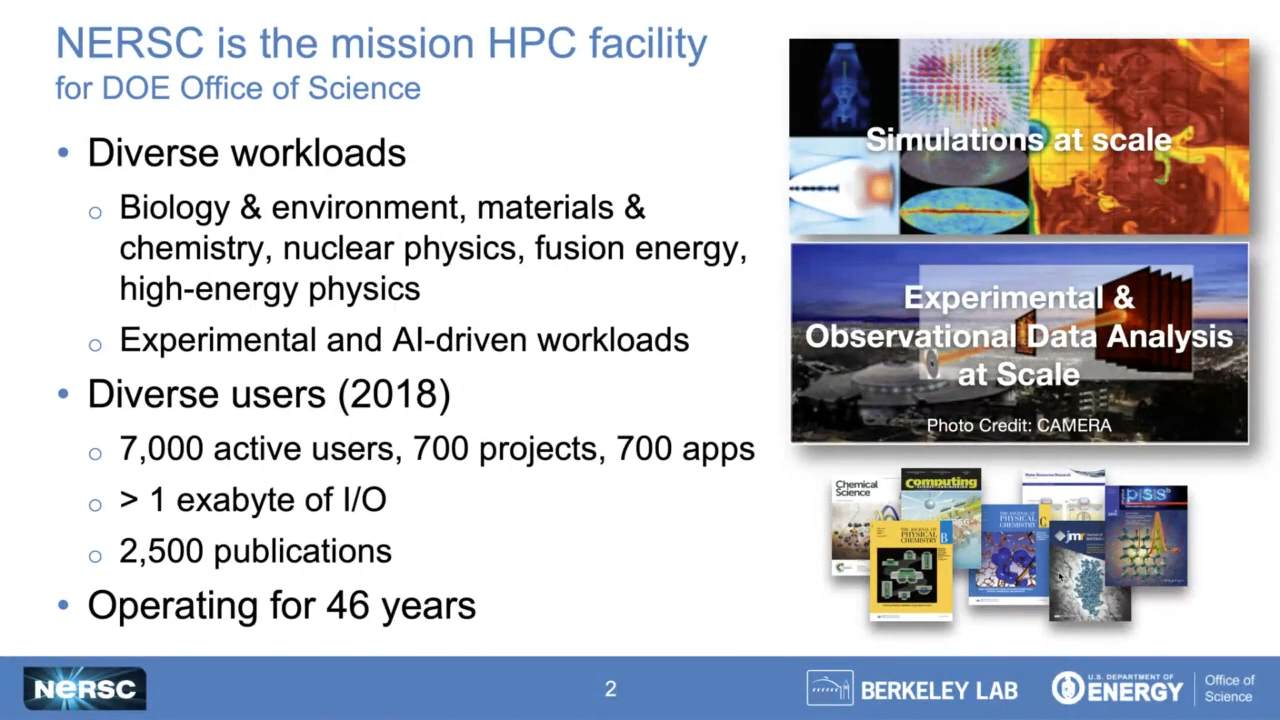 NERSC is the mission HPC facility
for DOE Office of Science
• Diverse workloads
o Biology & environment, materials &
chemistry, nuclear physics, fusion energy,
high-energy physics
o Experimental and AI-driven workloads
• Diverse users (2018)
o 7,000 active users, 700 projects, 700 apps
o > 1 exabyte of I/O
o 2,500 publications
• Operating for 46 years
Simulations at scale
Experimental &
Observational Data Analysis
at Scale
Photo Credit: CAMERA
Chemical
Science
computing
THE JOURNAL OF
PHYSICAL
CHEMISTRY
B
PHYSICAL
CHEMISTRY
C
jmr
pss
b
NERSC
2
BERKELEY LAB
U.S. DEPARTMENT OF
ENERGY
Office of
Science